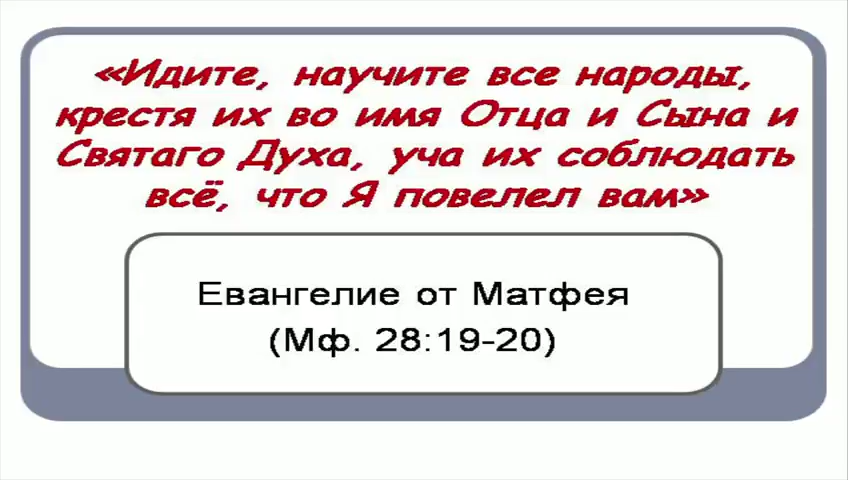 «Идите, научите все народы,
крестя их во имя Отца и Сына и
Святаго Духа, уча их соблюдать
всё, что Я повелел вам»
Евангелие от Матфея
(Мф. 28:19-20)